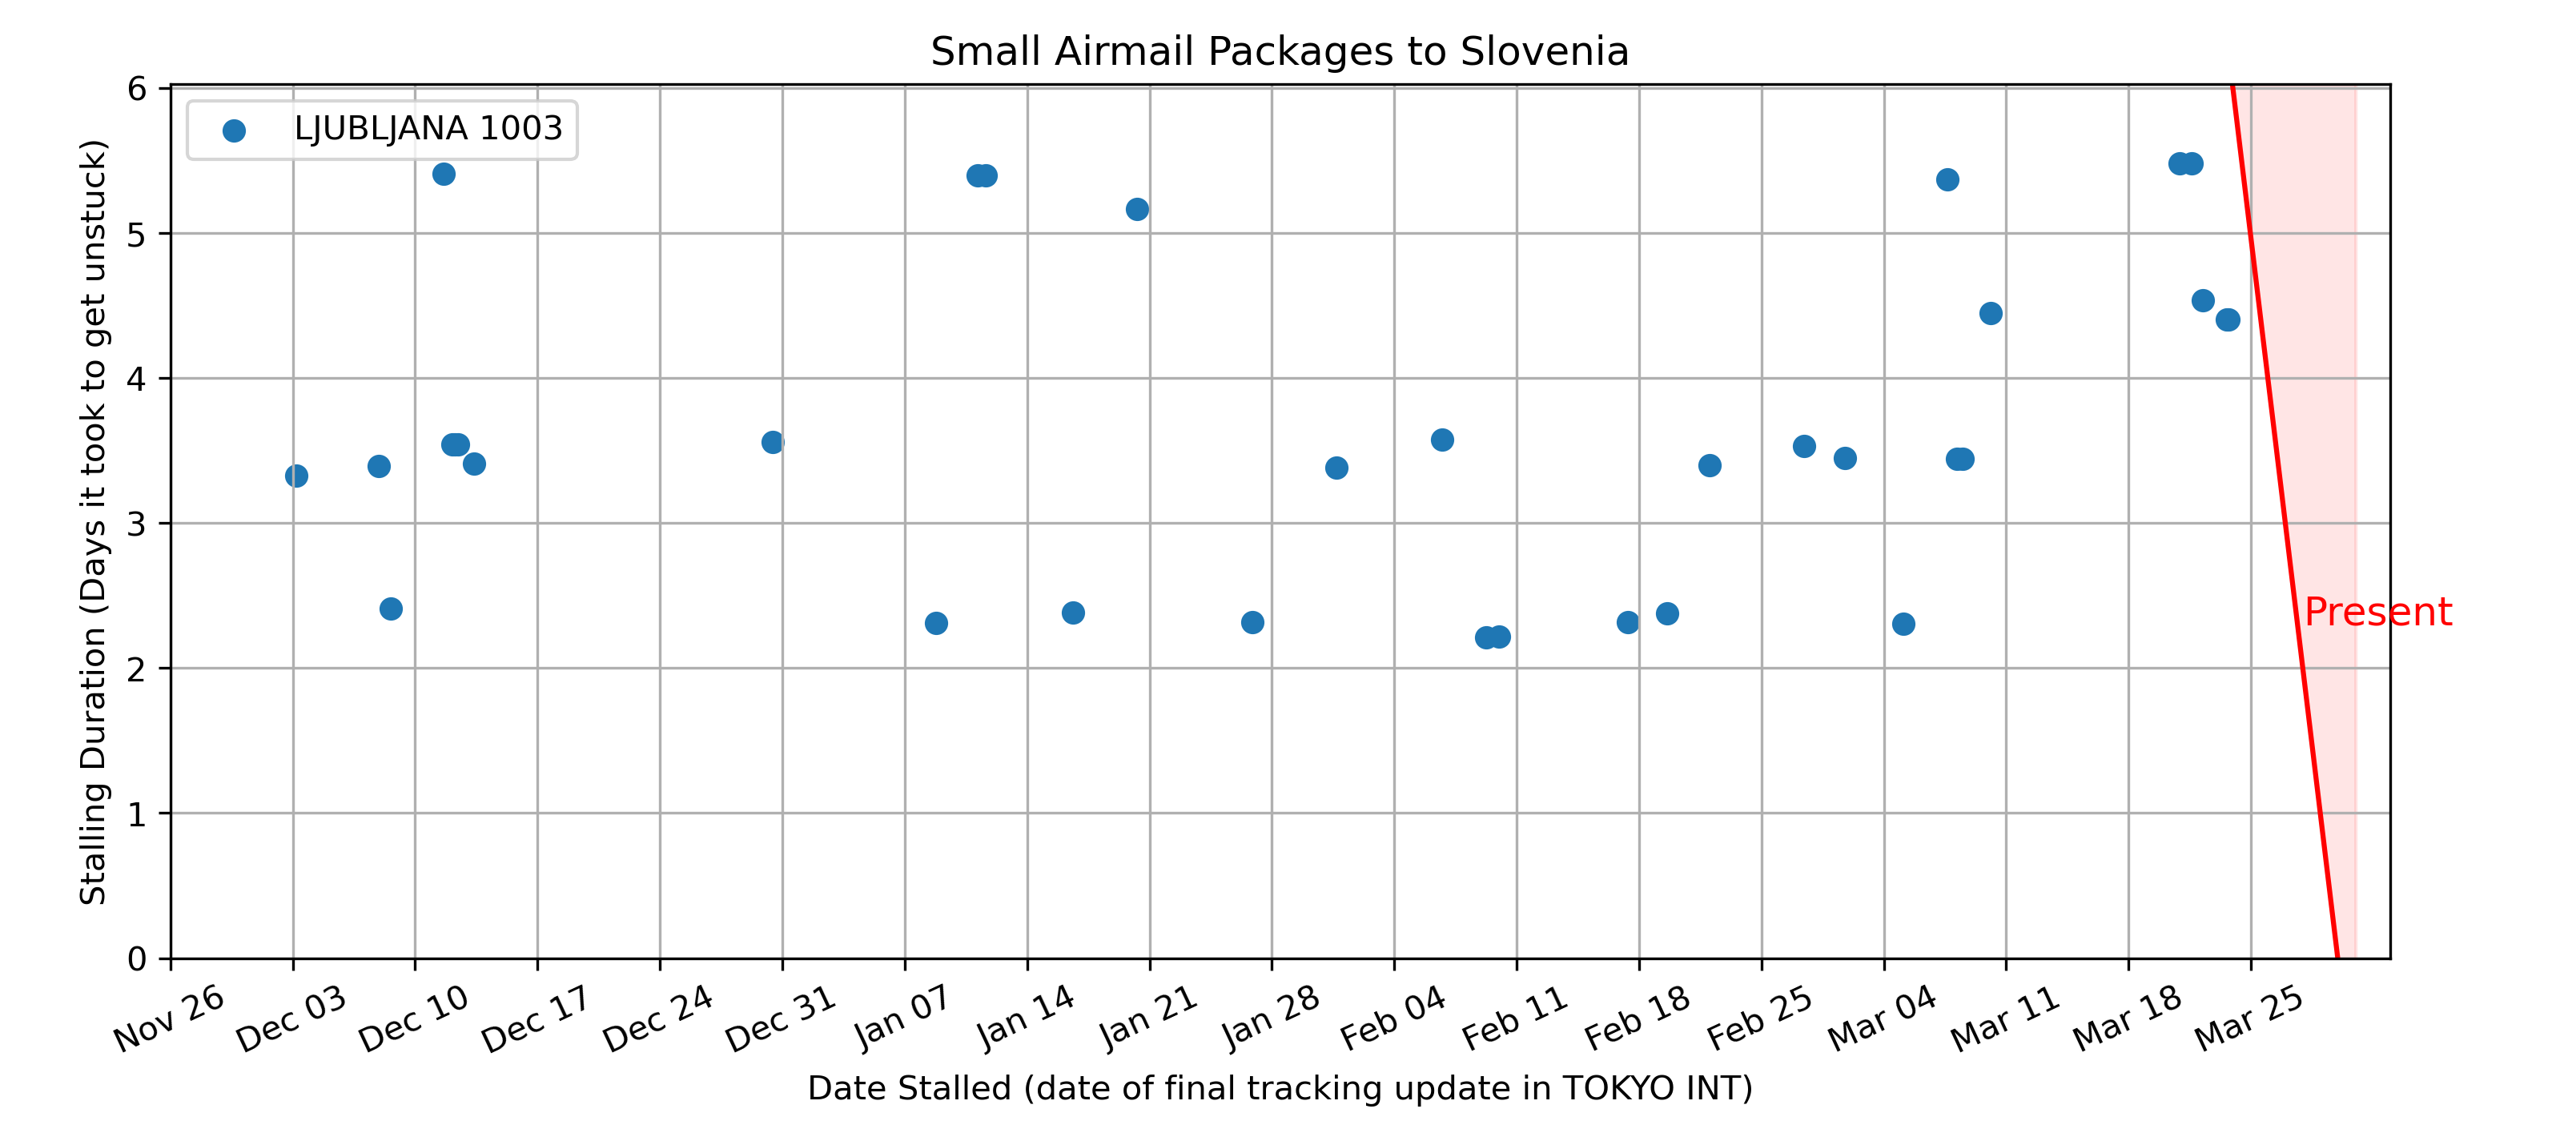 Small Airmail Packages to Slovenia
LJUBLJANA 1003
Stalling Duration (Days it took to get unstuck)
6
5
4
3
2
1
0
Present
Nov 26
Dec 03
Dec 10
Dec 17
Dec 24
Dec 31
Jan 07
Jan 14
Jan 21
Jan 28
Feb 04
Feb 11
Feb 18
Feb 25
Mar 04
Mar 11
Mar 18
Mar 25
Date Stalled (date of final tracking update in TOKYO INT)